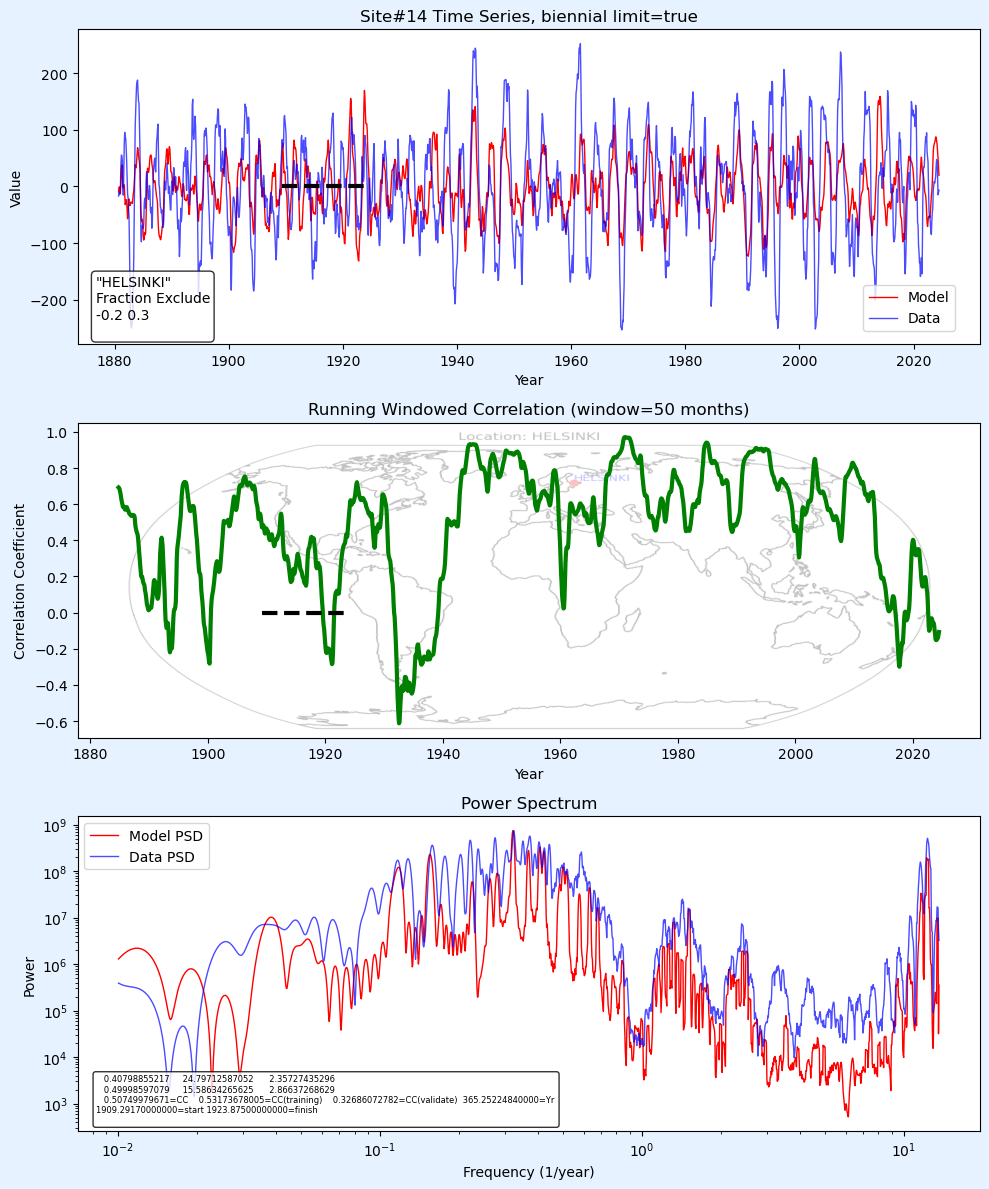 Site#14 Time Series, biennial limit=true
Value
200
100
0
−100
−200
"HELSINKI"
Fraction Exclude
-0.2 0.3
Model
Data
1880 1900 1920 1940 1960 1980 2000 2020
Year
Running Windowed Correlation (window=50 months)
Correlation Coefficient
1.0
0.8
0.6
0.4
0.2
0.0
−0.2
−0.4
−0.6
Location: HELSINKI
HELSINKI
1880 1900 1920 1940 1960 1980 2000 2020
Year
Power Spectrum
Power
10⁹
10⁸
10⁷
10⁶
10⁵
10⁴
10³
Model PSD
Data PSD
0.40798855217 24.79712587052 2.35727435296
0.49998597079 15.58634265625 2.86637268629
0.50749979671=CC 0.53173678005=CC(training) 0.32686072782=CC(validate) 365.25224840000=Yr
1909.29170000000=start 1923.87500000000=finish
10⁻² 10⁻¹ 10⁰ 10¹
Frequency (1/year)